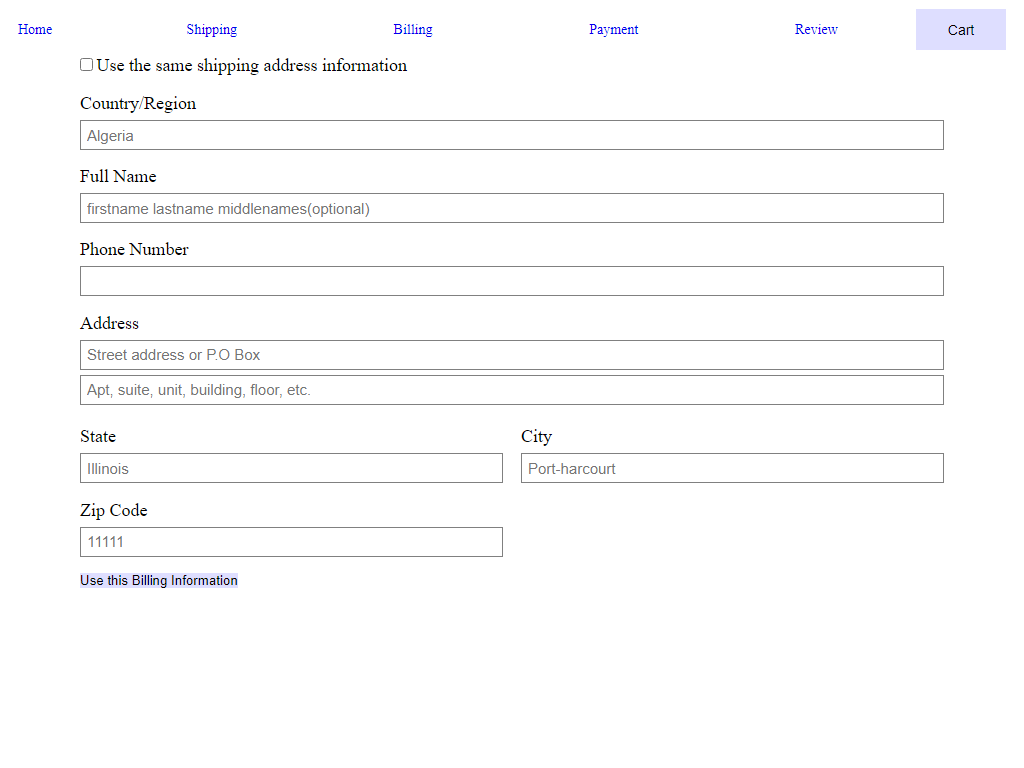 Home Shipping Billing Payment Review Cart
Use the same shipping address information
Country/Region
Algeria
Full Name
firstname lastname middlenames(optional)
Phone Number
Address
Street address or P.O Box
Apt, suite, unit, building, floor, etc.
State City
Illinois Port-harcourt
Zip Code
11111
Use this Billing Information